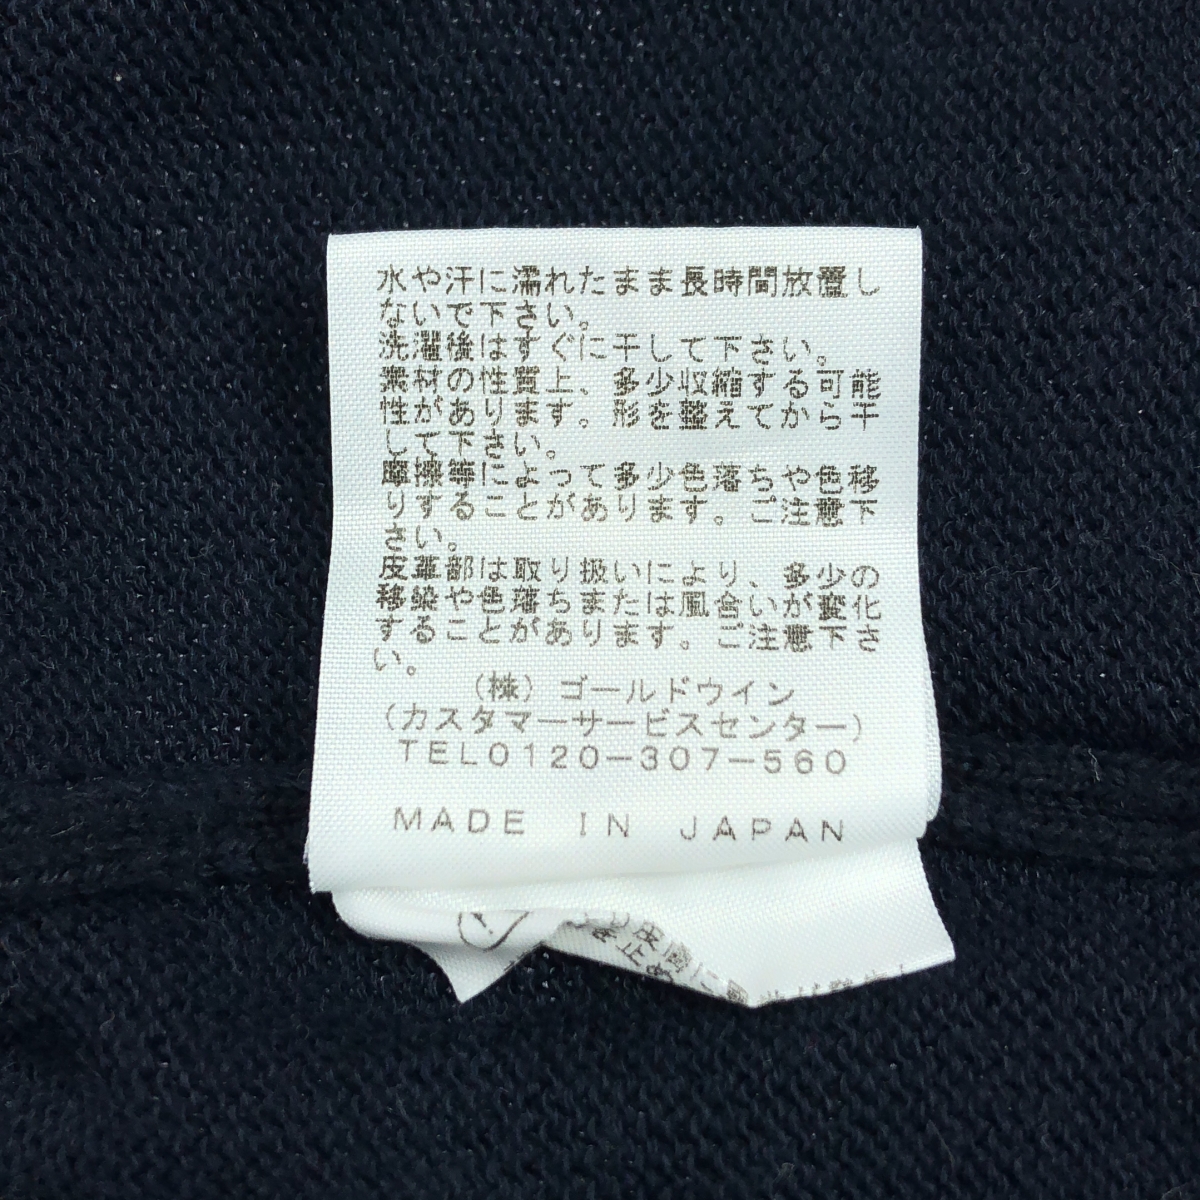 水や汗に濡れたまま長時間放置し
ないで下さい。
洗濯後はすぐに干して下さい。
素材の性質上、多少収縮する可能
性があります。形を整えてから干
して下さい。
摩擦等によって多少色落ちや色移
りすることがあります。ご注意下
さい。
皮革部は取り扱いにより、多少の
移染や色落ちまたは風合いが変化
することがあります。ご注意下さ
い。
(株)ゴールドウイン
(カスタマーサービスセンター)
TEL0120-307-560
MADE IN JAPAN